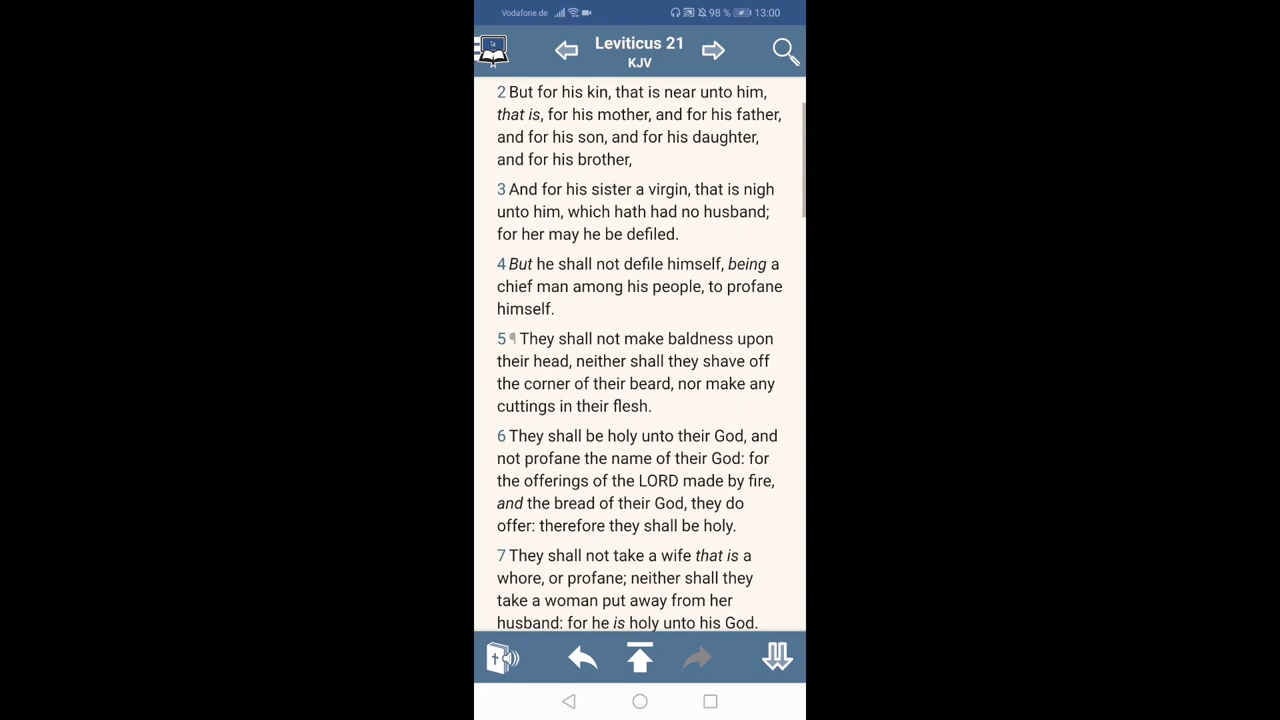 Vodafone.de 98 % 13:00
Leviticus 21
KJV
2 But for his kin, that is near unto him,
that is, for his mother, and for his father,
and for his son, and for his daughter,
and for his brother,
3 And for his sister a virgin, that is nigh
unto him, which hath had no husband;
for her may he be defiled.
4 But he shall not defile himself, being a
chief man among his people, to profane
himself.
5 ¶ They shall not make baldness upon
their head, neither shall they shave off
the corner of their beard, nor make any
cuttings in their flesh.
6 They shall be holy unto their God, and
not profane the name of their God: for
the offerings of the LORD made by fire,
and the bread of their God, they do
offer: therefore they shall be holy.
7 They shall not take a wife that is a
whore, or profane; neither shall they
take a woman put away from her
husband: for he is holy unto his God.